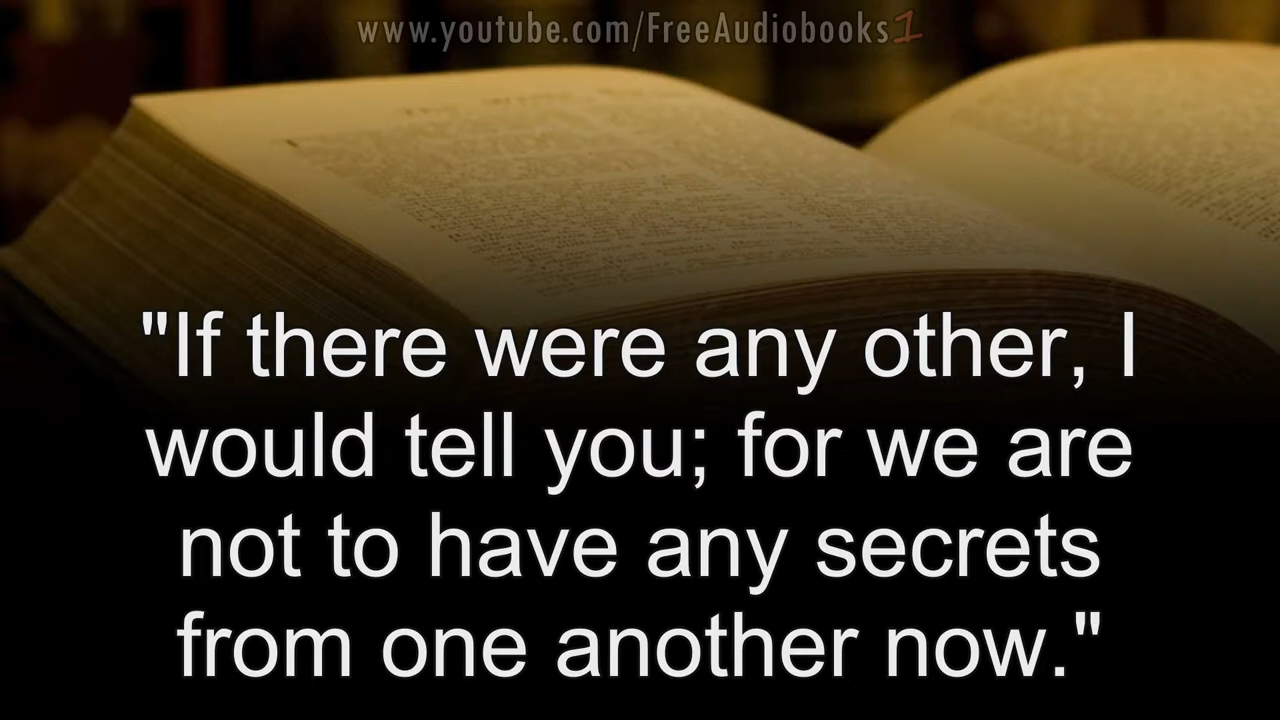 www.youtube.com/FreeAudiobooks1
"If there were any other, I
would tell you; for we are
not to have any secrets
from one another now."